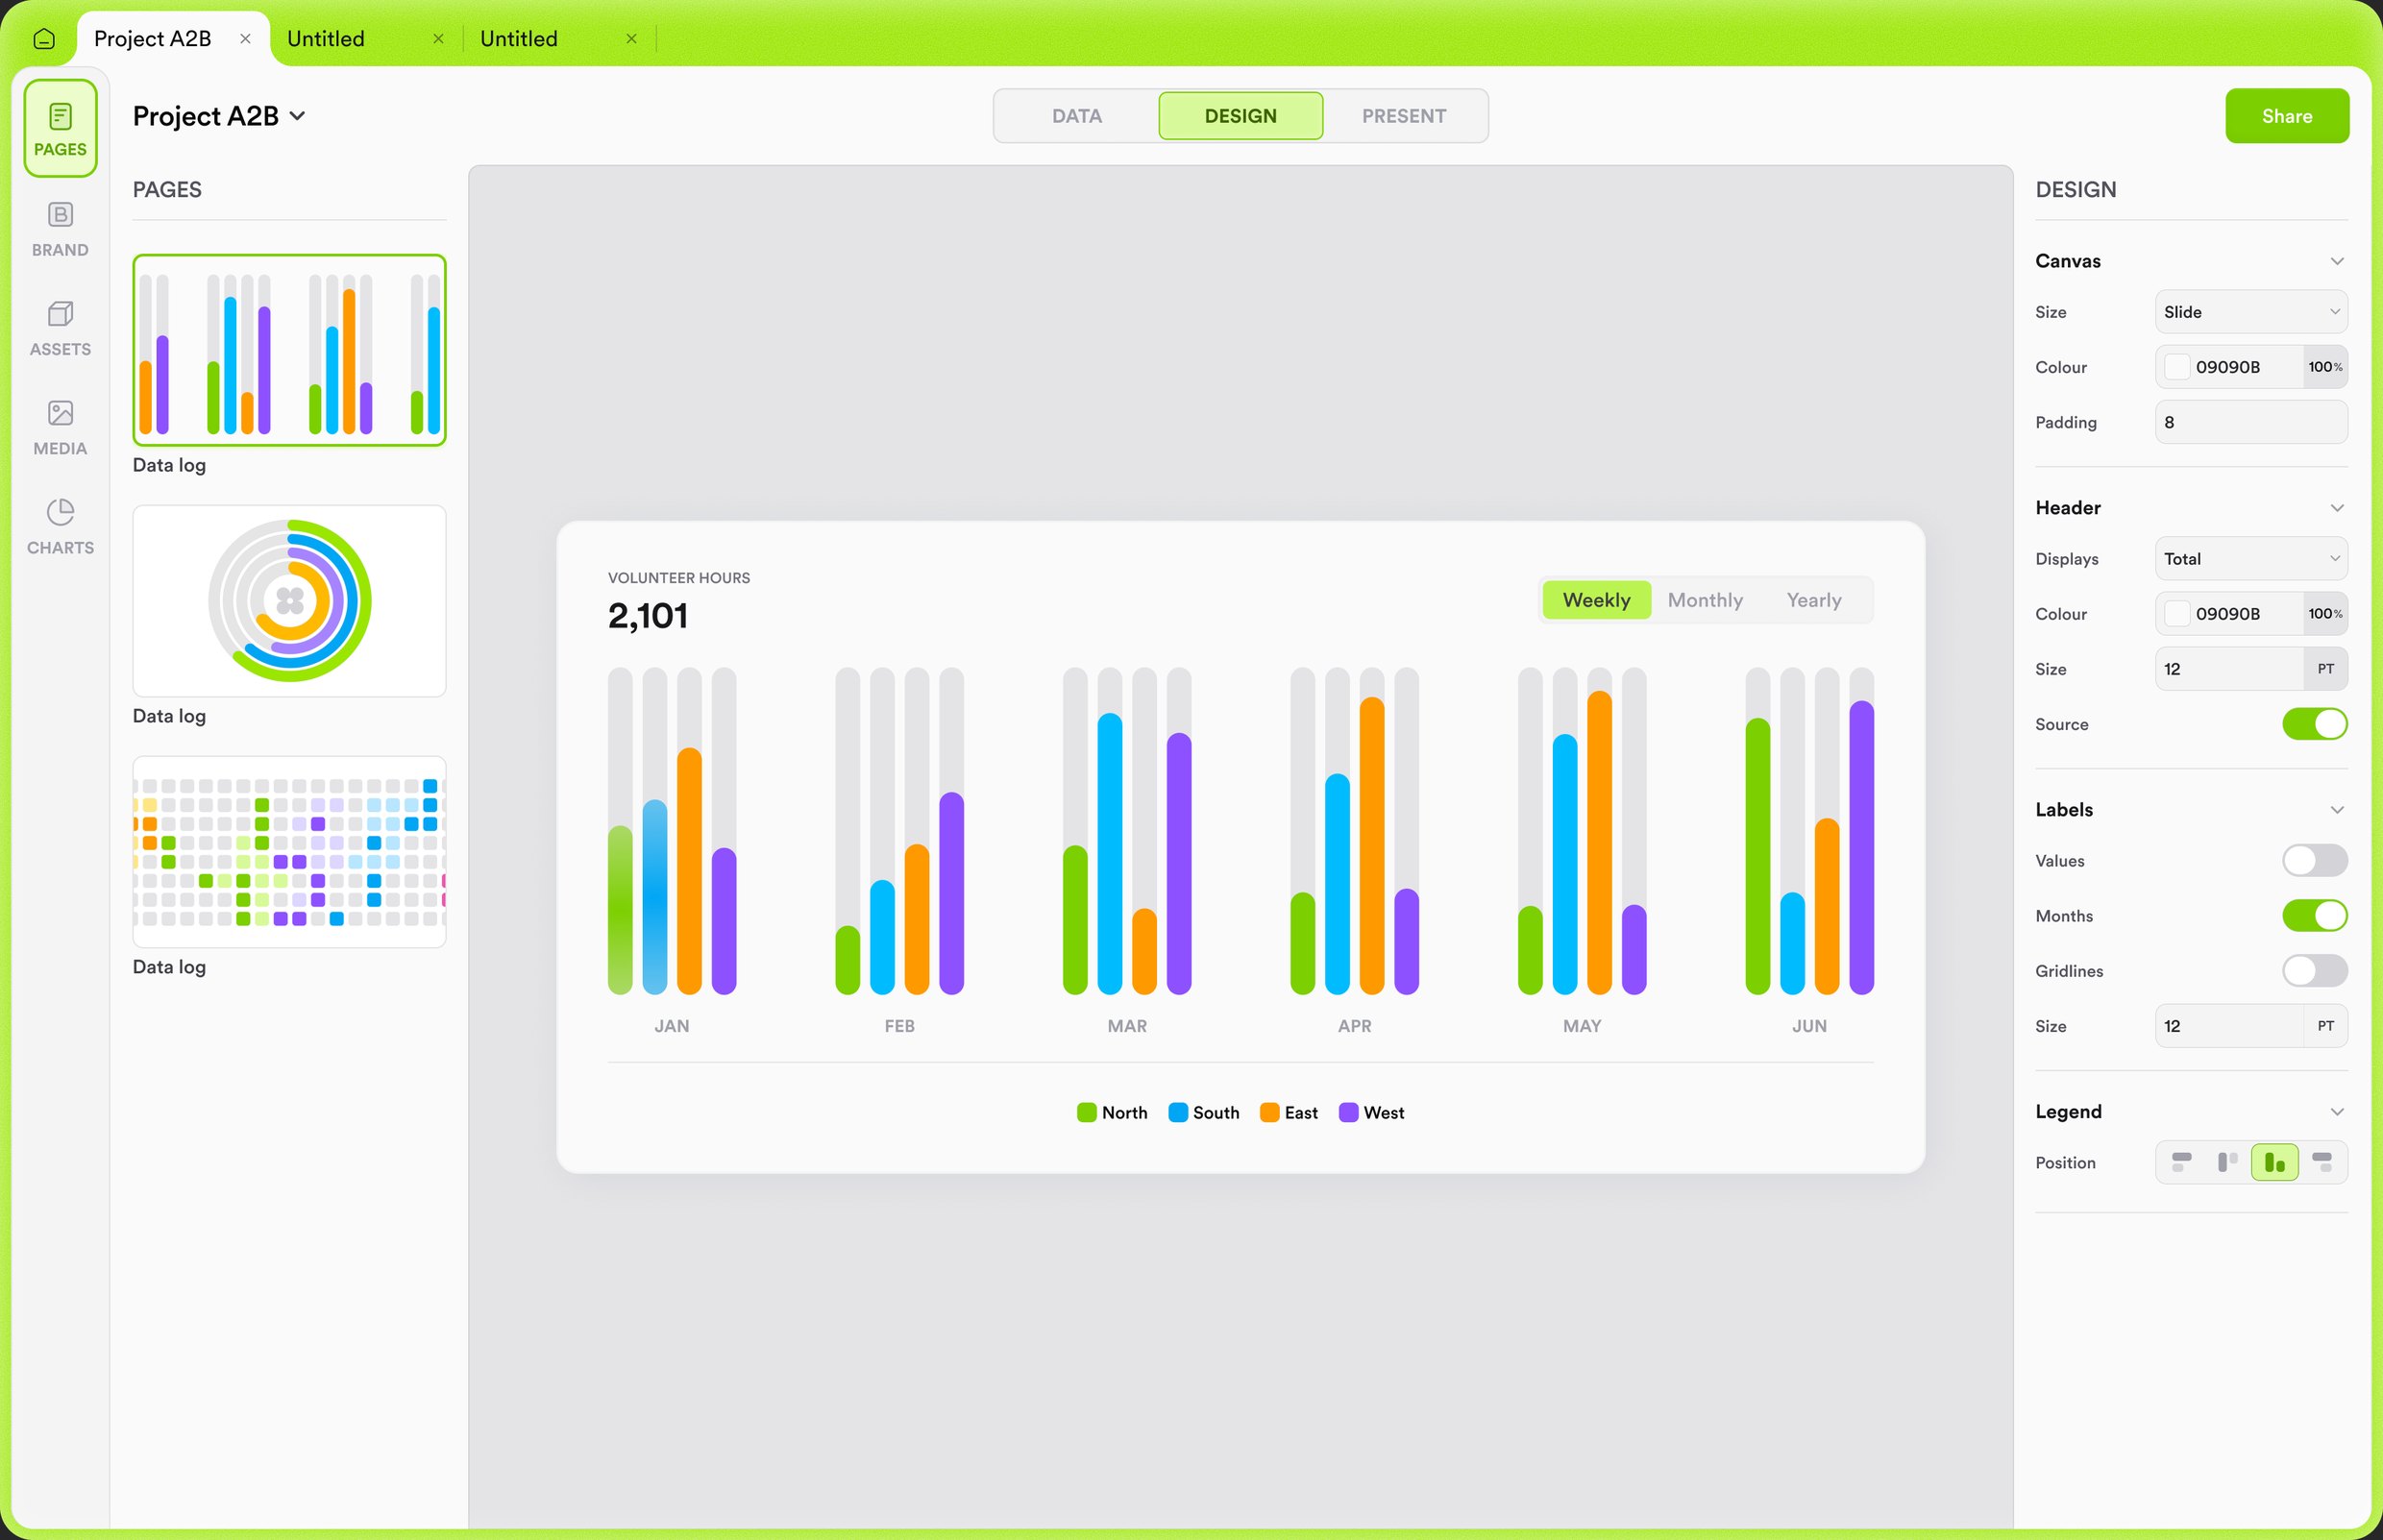 Project A2B
Untitled
Untitled
PAGES
BRAND
ASSETS
MEDIA
CHARTS
Project A2B
DATA
DESIGN
PRESENT
Share
PAGES
Data log
Data log
Data log
VOLUNTEER HOURS
2,101
Weekly
Monthly
Yearly
JAN
FEB
MAR
APR
MAY
JUN
North
South
East
West
DESIGN
Canvas
Size
Slide
Colour
09090B
100%
Padding
8
Header
Displays
Total
Colour
09090B
100%
Size
12
PT
Source
Labels
Values
Months
Gridlines
Size
12
PT
Legend
Position